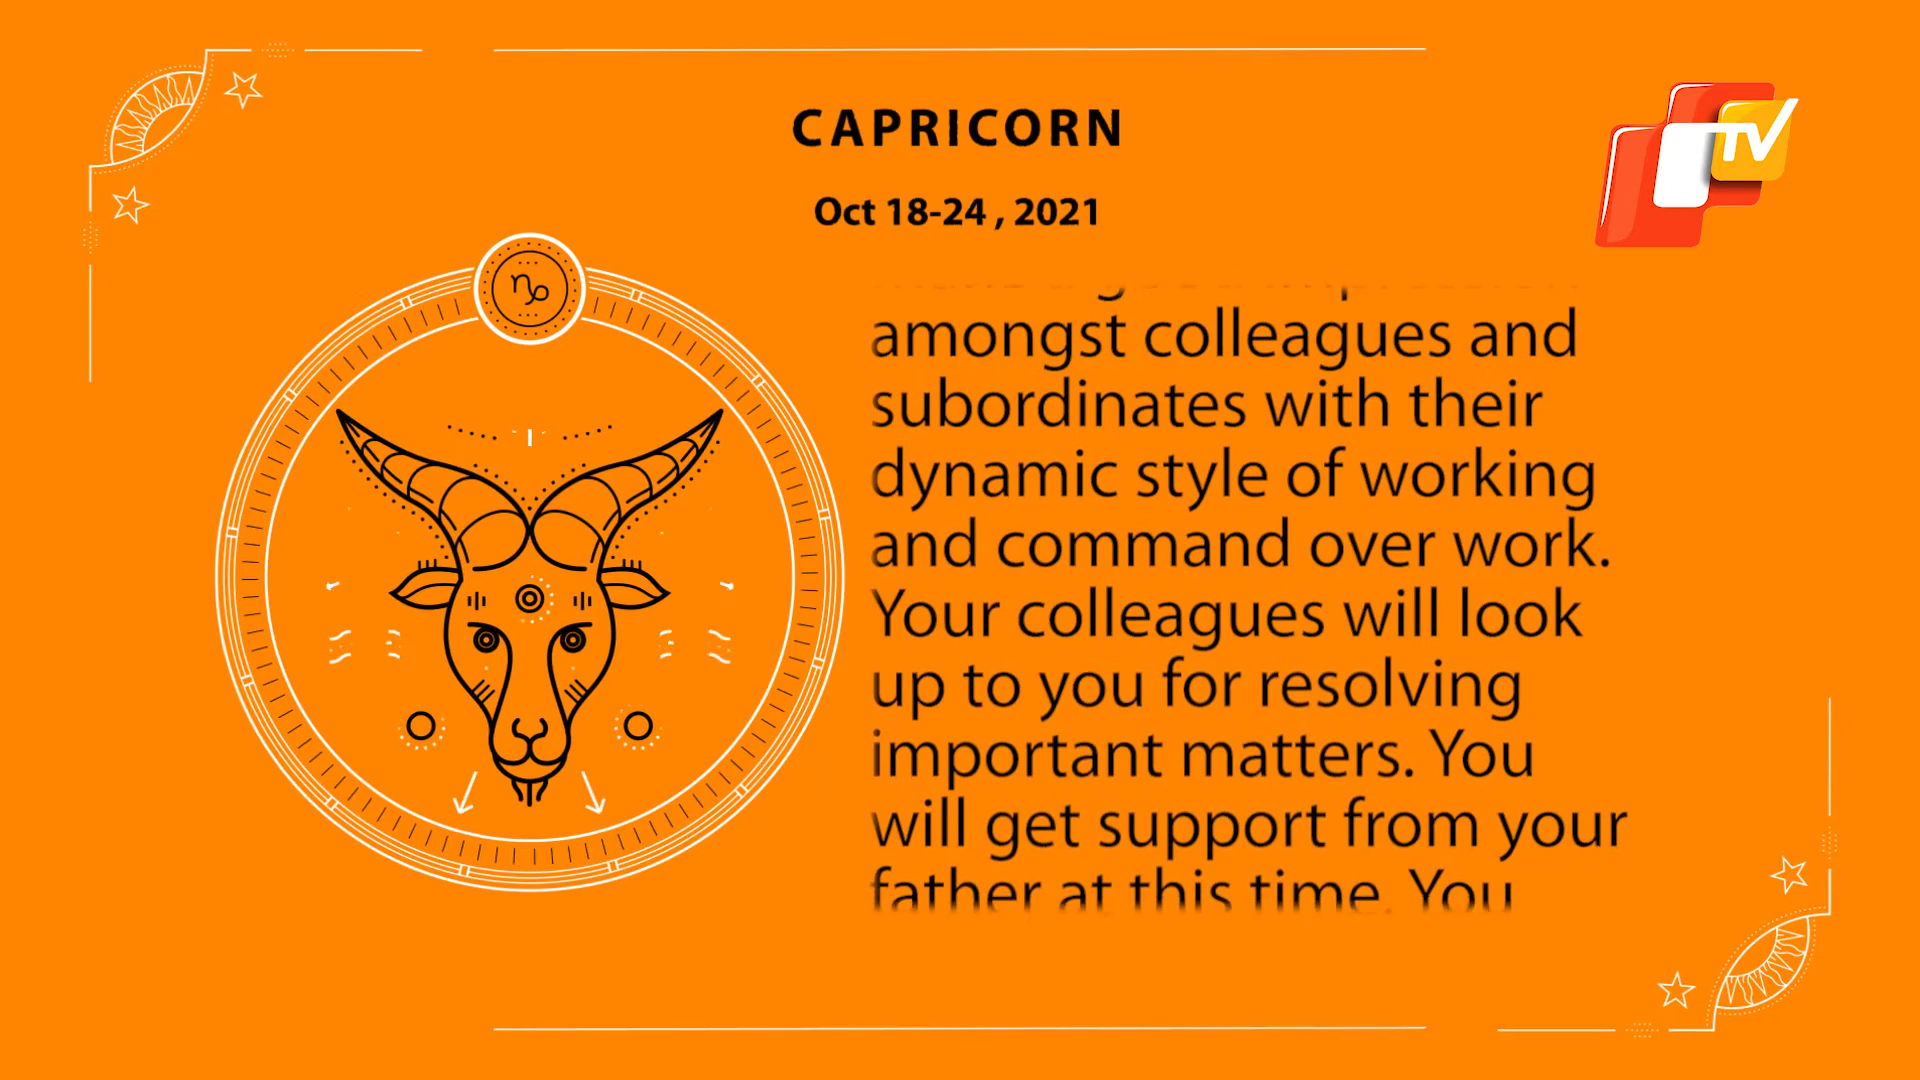 CAPRICORN
TV
Oct 18-24 , 2021
amongst colleagues and
subordinates with their
dynamic style of working
and command over work.
Your colleagues will look
up to you for resolving
important matters. You
will get support from your
father at this time. You